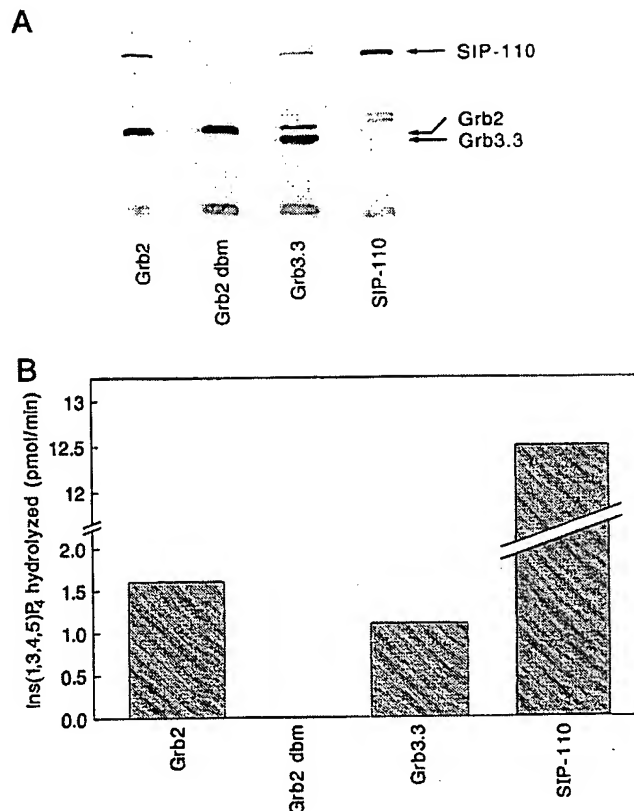 A
SIP-110
Grb2
Grb3.3
Grb2
Grb2 dbm
Grb3.3
SIP-110
B
Ins(1,3,4,5)P4 hydrolyzed (pmol/min)
13
12.5
12
2.0
1.5
1.0
0.5
0.0
Grb2
Grb2 dbm
Grb3.3
SIP-110